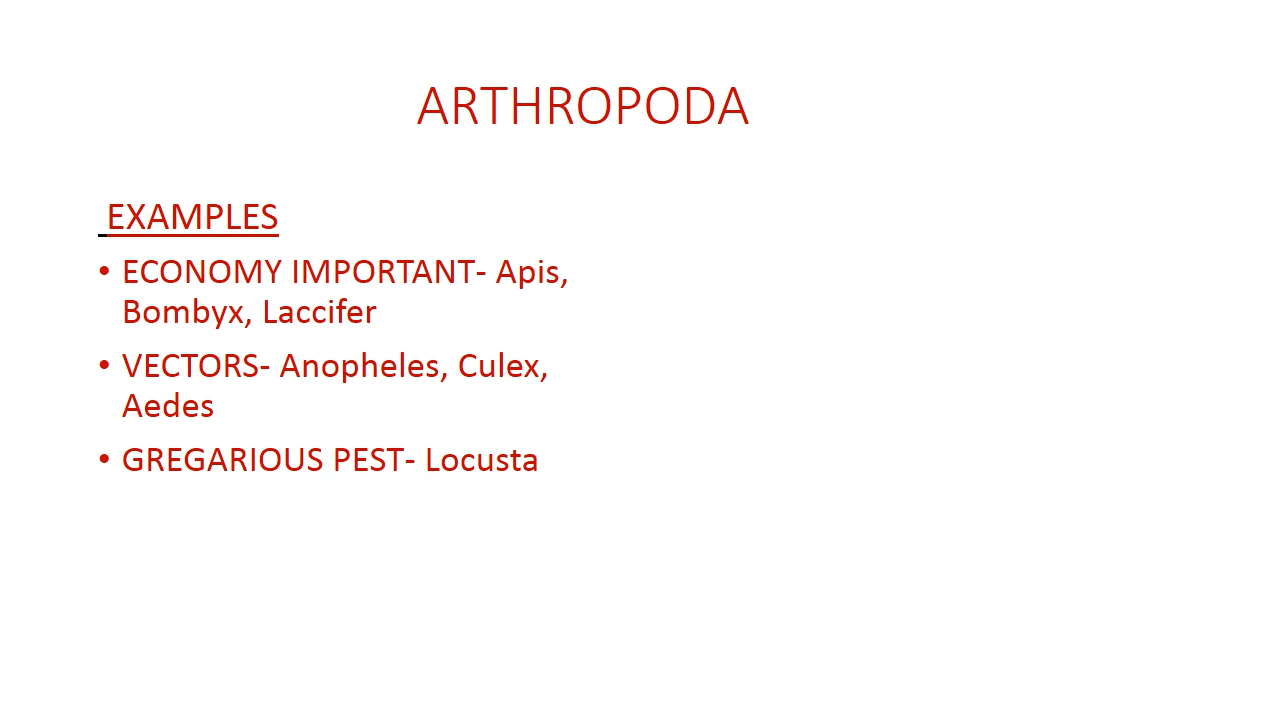 ARTHROPODA
EXAMPLES
• ECONOMY IMPORTANT- Apis,
Bombyx, Laccifer
• VECTORS- Anopheles, Culex,
Aedes
• GREGARIOUS PEST- Locusta